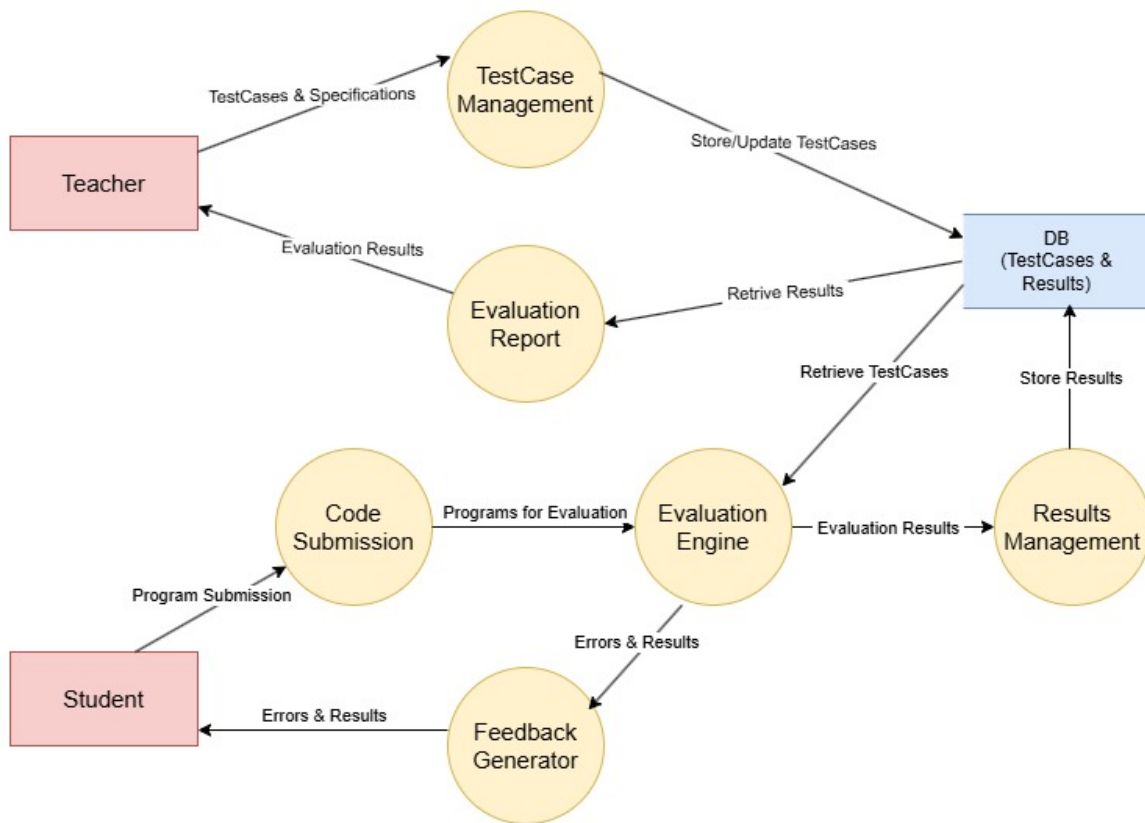 TestCase
Management
TestCases & Specifications
Store/Update TestCases
Teacher
DB
(TestCases &
Results)
Evaluation Results
Retrive Results
Evaluation
Report
Retrieve TestCases
Store Results
Code
Submission
Programs for Evaluation
Evaluation
Engine
Evaluation Results
Results
Management
Program Submission
Errors & Results
Student
Errors & Results
Feedback
Generator